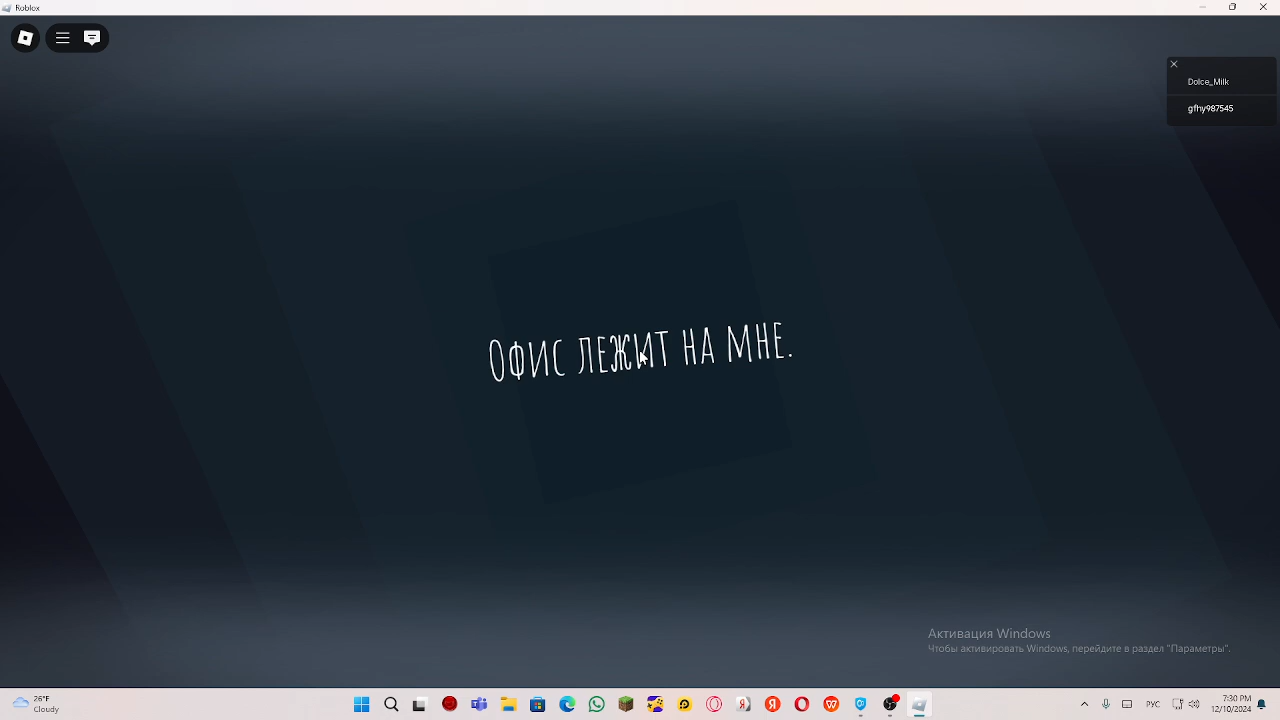 Roblox
Dolce_Milk
gfhy987545
Офис лежит на мне.
Активация Windows
Чтобы активировать Windows, перейдите в раздел "Параметры".
26°F
Cloudy
РУС
7:30 PM
12/10/2024